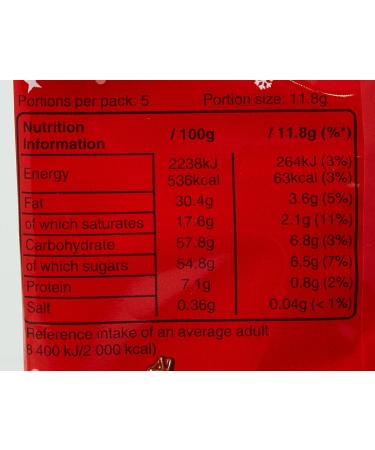 Portions per pack: 5 Portion size: 11.8g
Nutrition Information /100g /11.8g (%*)
Energy 2238kJ 264kJ (3%)
536kcal 63kcal (3%)
Fat 30.4g 3.6g (5%)
of which saturates 17.6g 2.1g (11%)
Carbohydrate 57.8g 6.8g (3%)
of which sugars 54.8g 6.5g (7%)
Protein 7.1g 0.8g (2%)
Salt 0.36g 0.04g (< 1%)
Reference intake of an average adult
8 400 kJ/2 000 kcal)